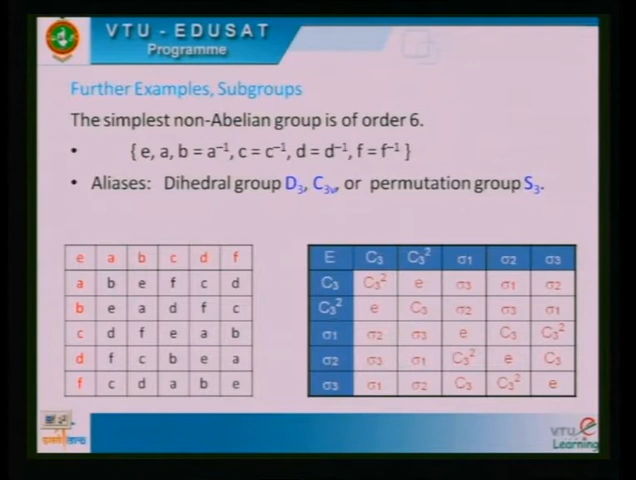 VTU - EDUSAT
Programme
Further Examples, Subgroups
The simplest non-Abelian group is of order 6.
• { e, a, b = a⁻¹, c = c⁻¹, d = d⁻¹, f = f⁻¹ }
• Aliases: Dihedral group D₃, C₃ᵥ, or permutation group S₃.
e a b c d f
a b e f c d
b e a d f c
c d f e a b
d f c b e a
f c d a b e
E C₃ C₃² σ1 σ2 σ3
C₃ C₃² e σ3 σ1 σ2
C₃² e C₃ σ2 σ3 σ1
σ1 σ2 σ3 e C₃ C₃²
σ2 σ3 σ1 C₃² e C₃
σ3 σ1 σ2 C₃ C₃² e
VTU e
Learning